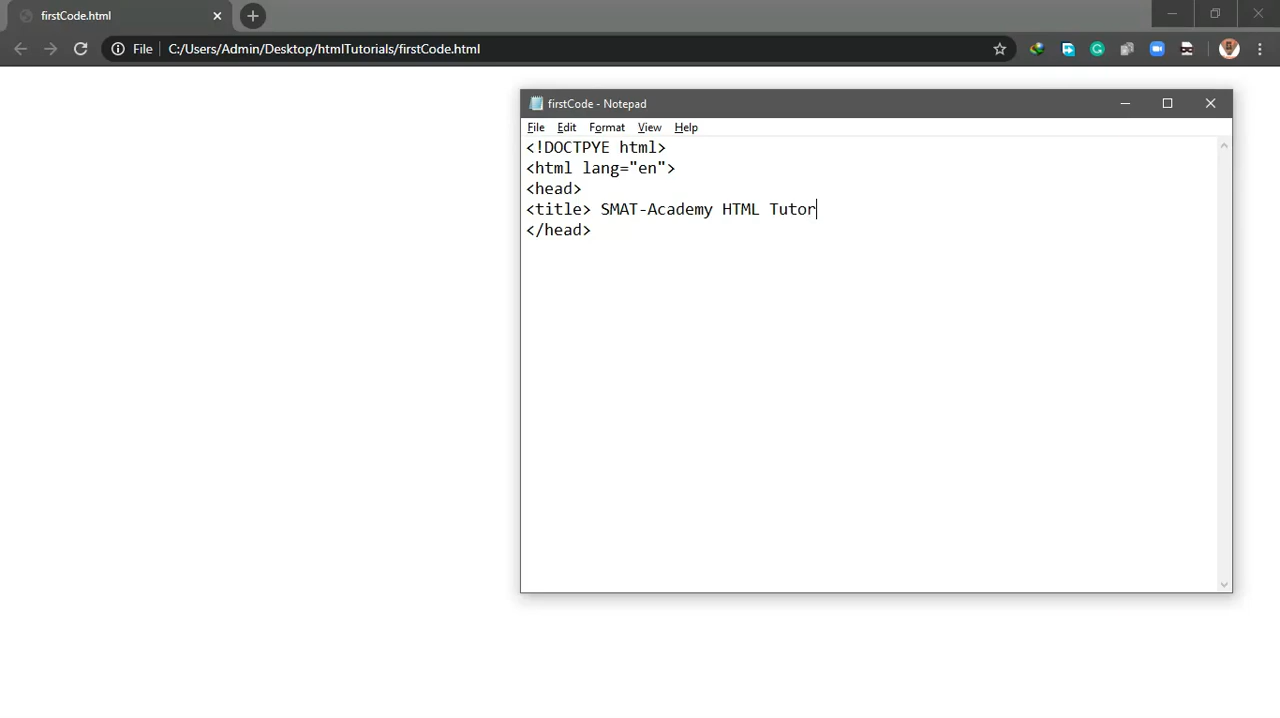 firstCode.html
File C:/Users/Admin/Desktop/htmlTutorials/firstCode.html
firstCode - Notepad
File Edit Format View Help
<!DOCTPYE html>
<html lang="en">
<head>
<title> SMAT-Academy HTML Tutor
</head>